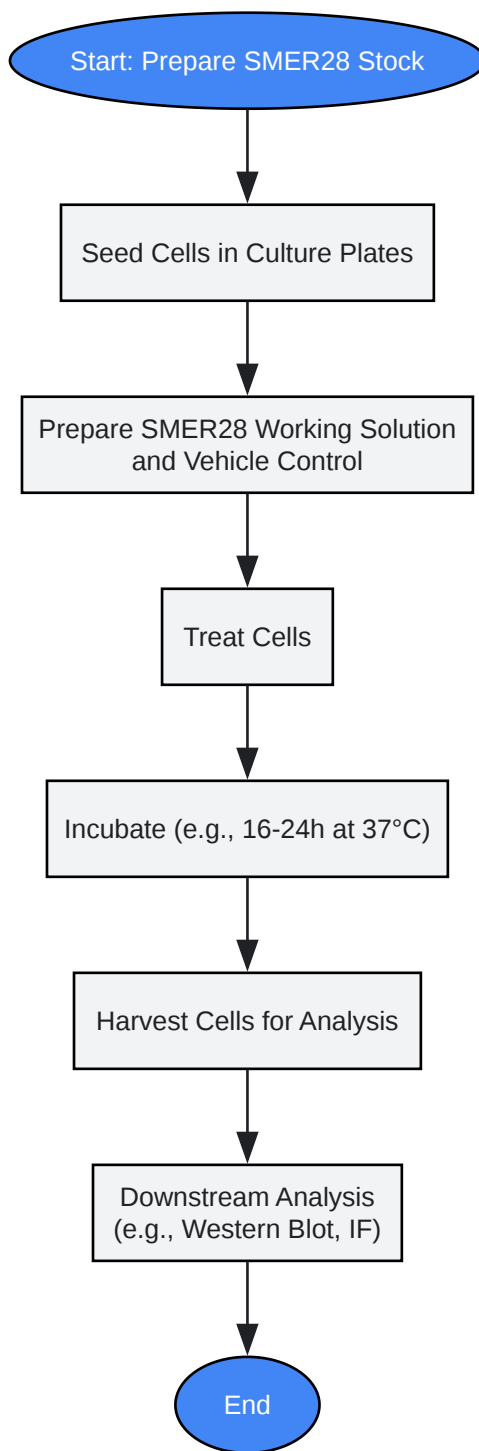 Start: Prepare SMER28 Stock
Seed Cells in Culture Plates
Prepare SMER28 Working Solution
and Vehicle Control
Treat Cells
Incubate (e.g., 16-24h at 37°C)
Harvest Cells for Analysis
Downstream Analysis
(e.g., Western Blot, IF)
End